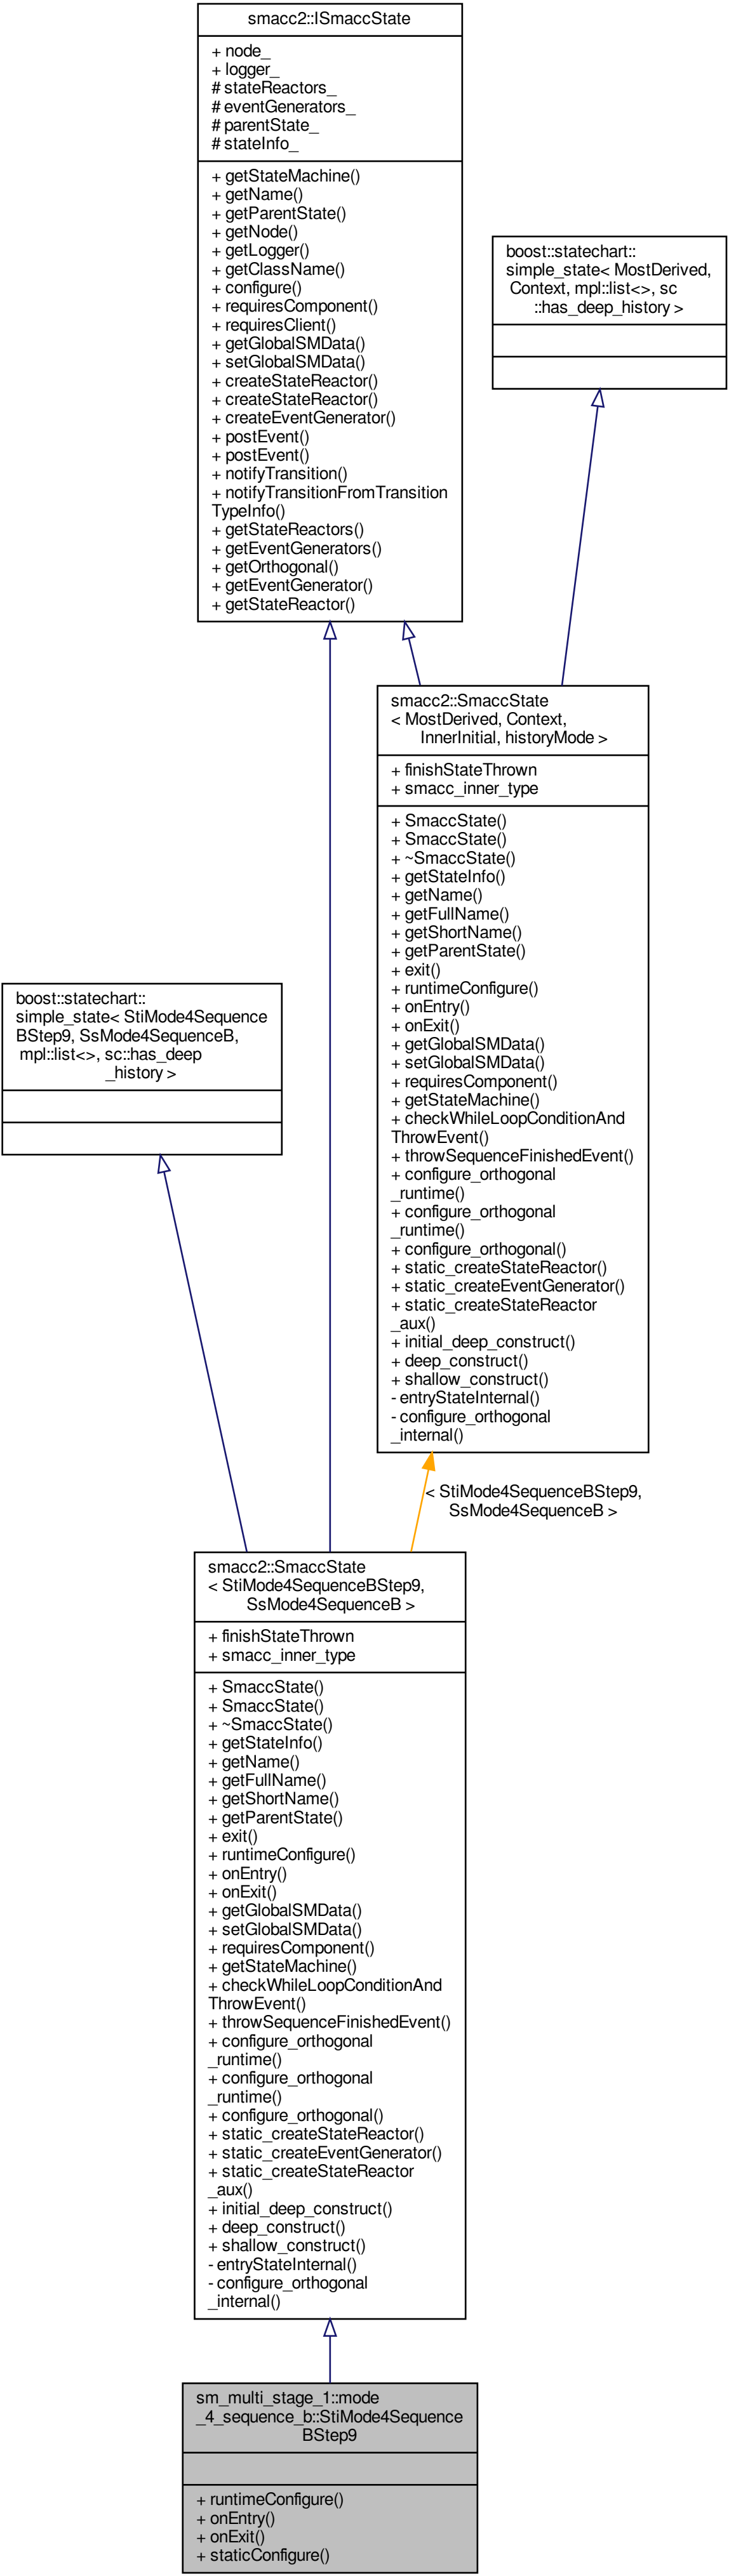 smacc2::ISmaccState
+ node_
+ logger_
# stateReactors_
# eventGenerators_
# parentState_
# stateInfo_
+ getStateMachine()
+ getName()
+ getParentState()
+ getNode()
+ getLogger()
+ getClassName()
+ configure()
+ requiresComponent()
+ requiresClient()
+ getGlobalSMData()
+ setGlobalSMData()
+ createStateReactor()
+ createStateReactor()
+ createEventGenerator()
+ postEvent()
+ postEvent()
+ notifyTransition()
+ notifyTransitionFromTransition
TypeInfo()
+ getStateReactors()
+ getEventGenerators()
+ getOrthogonal()
+ getEventGenerator()
+ getStateReactor()
boost::statechart::
simple_state< MostDerived,
Context, mpl::list<>, sc
::has_deep_history >
smacc2::SmaccState
< MostDerived, Context,
InnerInitial, historyMode >
+ finishStateThrown
+ smacc_inner_type
+ SmaccState()
+ SmaccState()
+ ~SmaccState()
+ getStateInfo()
+ getName()
+ getFullName()
+ getShortName()
+ getParentState()
+ exit()
+ runtimeConfigure()
+ onEntry()
+ onExit()
+ getGlobalSMData()
+ setGlobalSMData()
+ requiresComponent()
+ getStateMachine()
+ checkWhileLoopConditionAnd
ThrowEvent()
+ throwSequenceFinishedEvent()
+ configure_orthogonal
_runtime()
+ configure_orthogonal
_runtime()
+ configure_orthogonal()
+ static_createStateReactor()
+ static_createEventGenerator()
+ static_createStateReactor
_aux()
+ initial_deep_construct()
+ deep_construct()
+ shallow_construct()
- entryStateInternal()
- configure_orthogonal
_internal()
boost::statechart::
simple_state< StiMode4Sequence
BStep9, SsMode4SequenceB,
mpl::list<>, sc::has_deep
_history >
< StiMode4SequenceBStep9,
SsMode4SequenceB >
smacc2::SmaccState
< StiMode4SequenceBStep9,
SsMode4SequenceB >
+ finishStateThrown
+ smacc_inner_type
+ SmaccState()
+ SmaccState()
+ ~SmaccState()
+ getStateInfo()
+ getName()
+ getFullName()
+ getShortName()
+ getParentState()
+ exit()
+ runtimeConfigure()
+ onEntry()
+ onExit()
+ getGlobalSMData()
+ setGlobalSMData()
+ requiresComponent()
+ getStateMachine()
+ checkWhileLoopConditionAnd
ThrowEvent()
+ throwSequenceFinishedEvent()
+ configure_orthogonal
_runtime()
+ configure_orthogonal
_runtime()
+ configure_orthogonal()
+ static_createStateReactor()
+ static_createEventGenerator()
+ static_createStateReactor
_aux()
+ initial_deep_construct()
+ deep_construct()
+ shallow_construct()
- entryStateInternal()
- configure_orthogonal
_internal()
sm_multi_stage_1::mode
_4_sequence_b::StiMode4Sequence
BStep9
+ runtimeConfigure()
+ onEntry()
+ onExit()
+ staticConfigure()